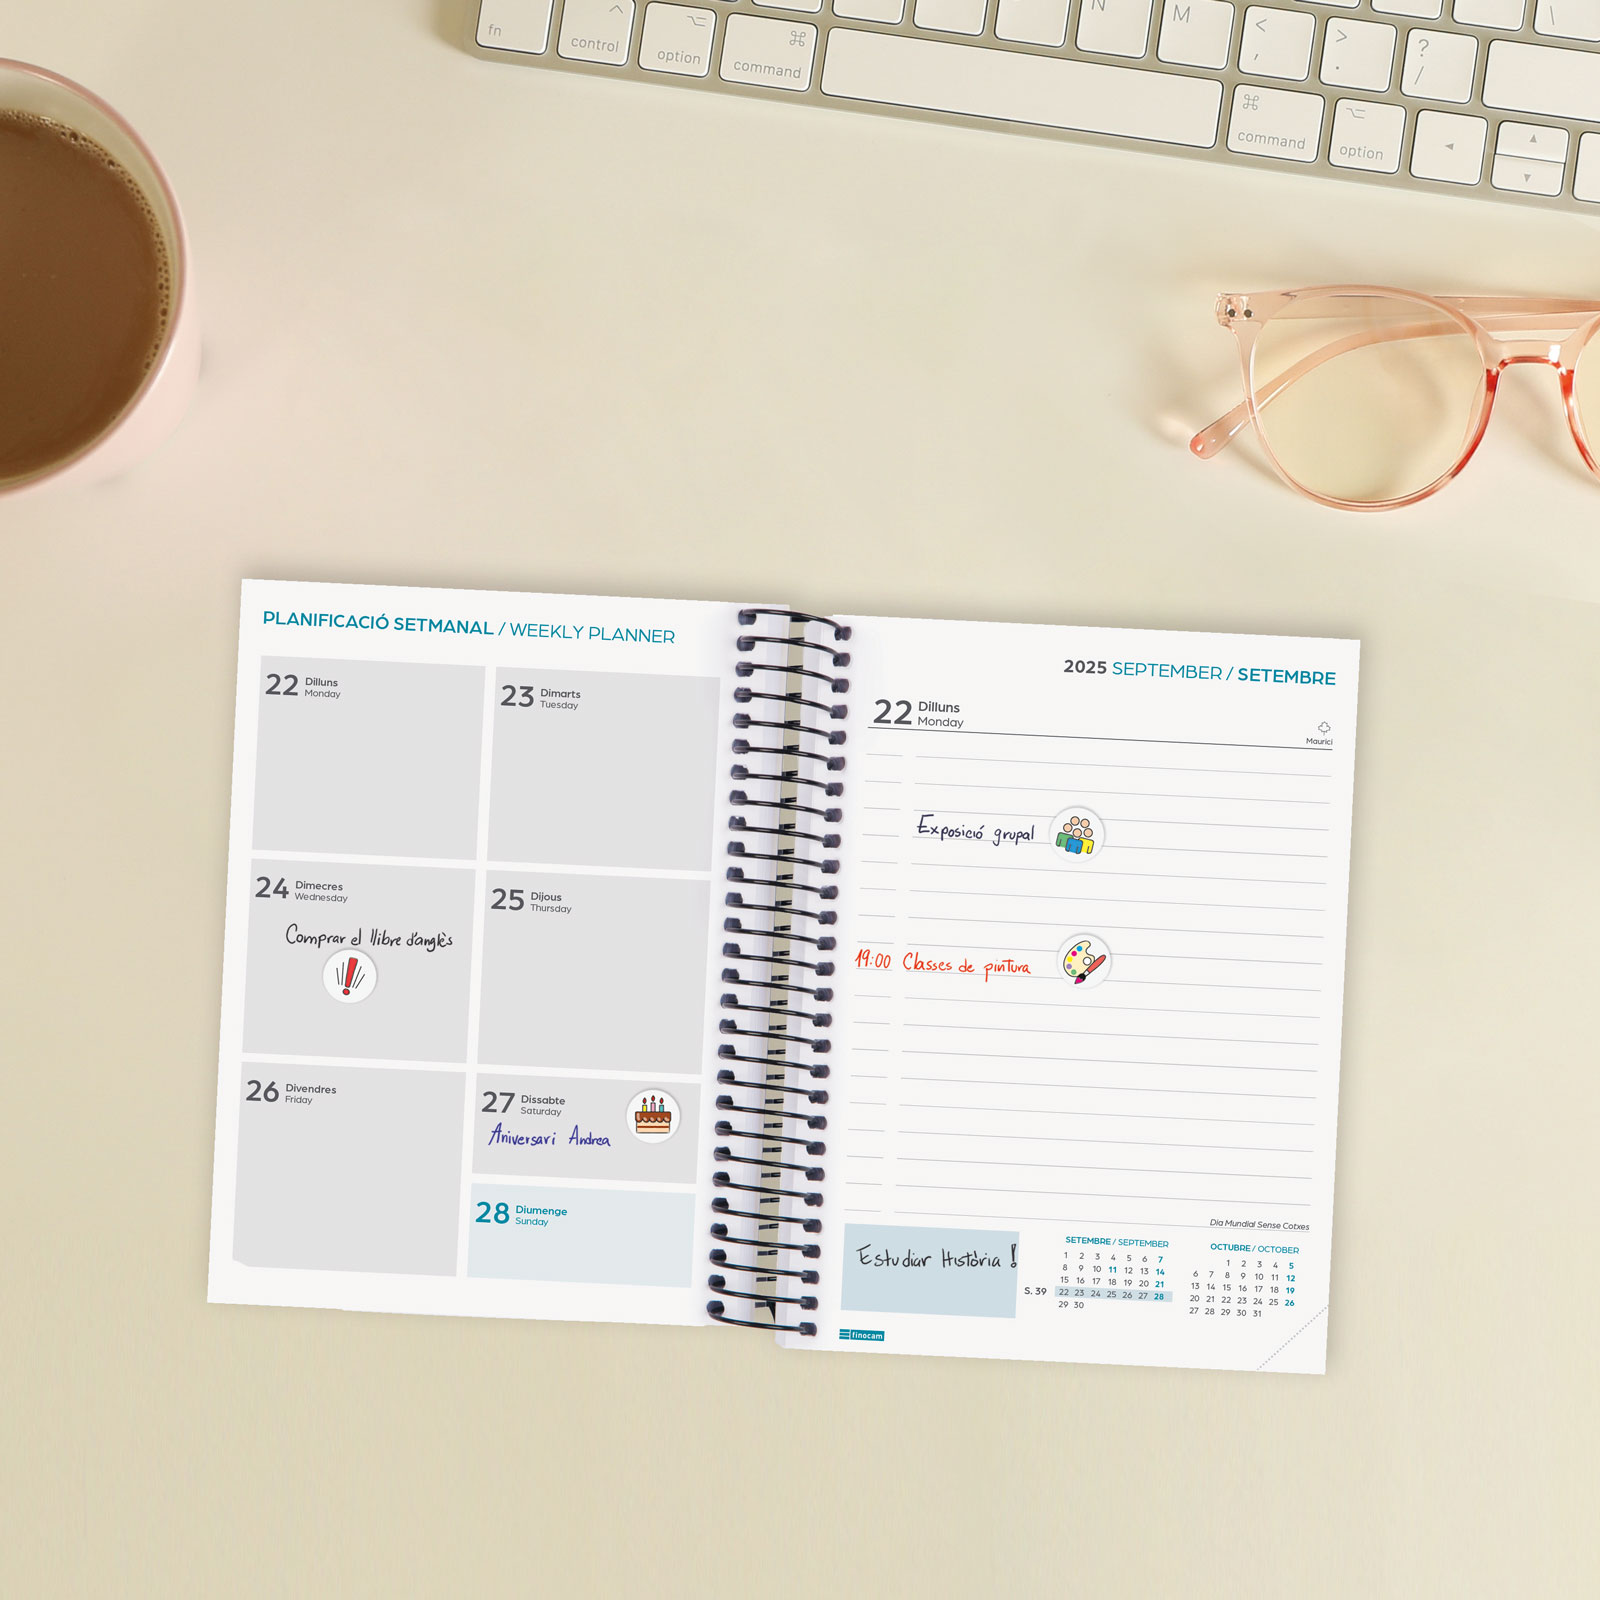 fn
control
option
command
N
M
<
,
>
.
?
/
\
command
option
PLANIFICACIÓ SETMANAL / WEEKLY PLANNER
22 Dilluns
Monday
23 Dimarts
Tuesday
24 Dimecres
Wednesday
Comprar el llibre d'anglès
25 Dijous
Thursday
26 Divendres
Friday
27 Dissabte
Saturday
Aniversari Andrea
28 Diumenge
Sunday
2025 SEPTEMBER / SETEMBRE
22 Dilluns
Monday
Maurici
Exposició grupal
19:00 Classes de pintura
Dia Mundial Sense Cotxes
Estudiar Història !
SETEMBRE / SEPTEMBER
1 2 3 4 5 6 7
8 9 10 11 12 13 14
15 16 17 18 19 20 21
S. 39 22 23 24 25 26 27 28
29 30
OCTUBRE / OCTOBER
1 2 3 4 5
6 7 8 9 10 11 12
13 14 15 16 17 18 19
20 21 22 23 24 25 26
27 28 29 30 31
finocam